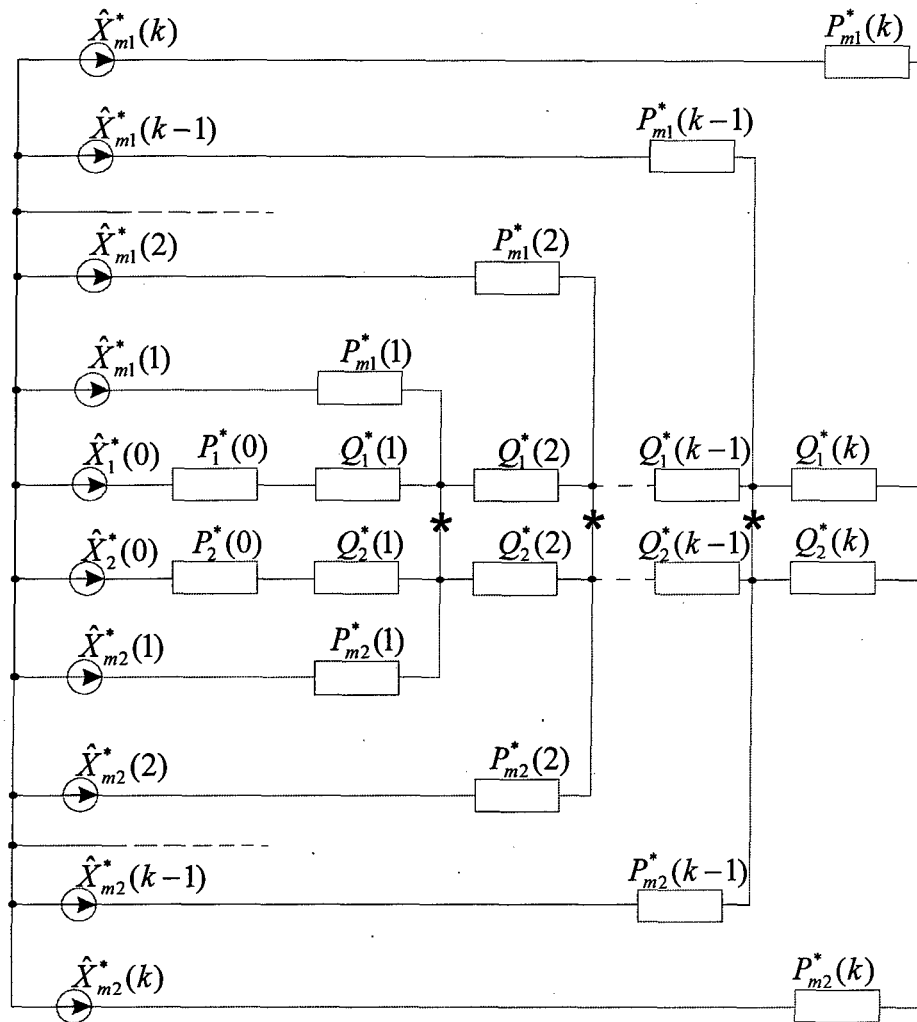 X̂*m1(k) P*m1(k)
X̂*m1(k−1) P*m1(k−1)
X̂*m1(2) P*m1(2)
X̂*m1(1) P*m1(1)
X̂*1(0) P*1(0) Q*1(1) Q*1(2) Q*1(k−1) Q*1(k)
* * *
X̂*2(0) P*2(0) Q*2(1) Q*2(2) Q*2(k−1) Q*2(k)
X̂*m2(1) P*m2(1)
X̂*m2(2) P*m2(2)
X̂*m2(k−1) P*m2(k−1)
X̂*m2(k) P*m2(k)